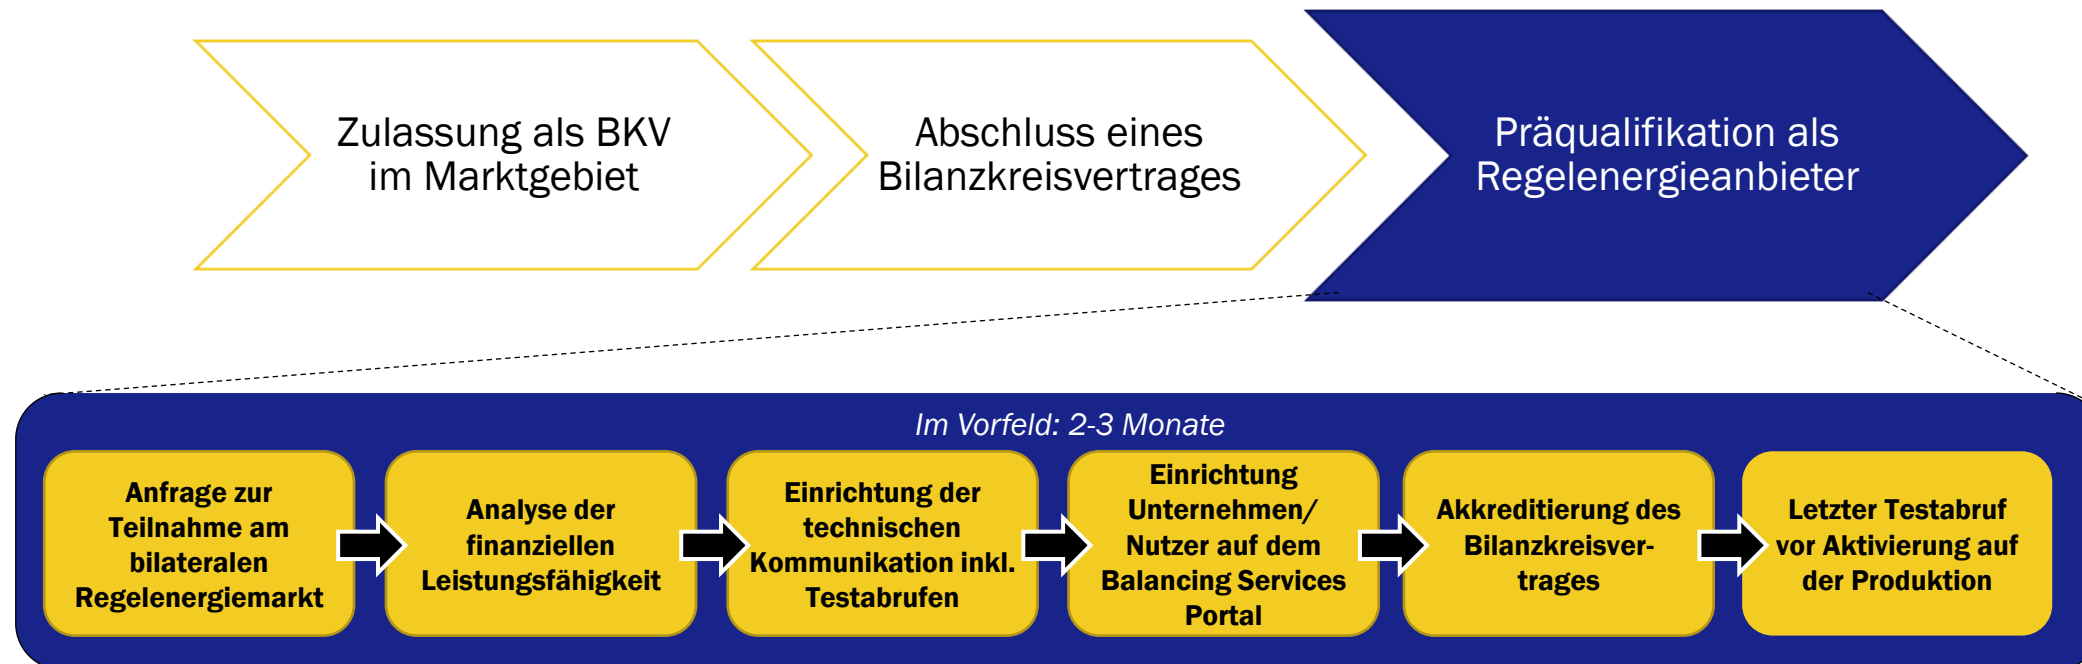 Zulassung als BKV
im Marktgebiet
Abschluss eines
Bilanzkreisvertrages
Präqualifikation als
Regelenergieanbieter
Im Vorfeld: 2-3 Monate
Anfrage zur
Teilnahme am
bilateralen
Regelenergiemarkt
Analyse der
finanziellen
Leistungsfähigkeit
Einrichtung der
technischen
Kommunikation inkl.
Testabrufen
Einrichtung
Unternehmen/
Nutzer auf dem
Balancing Services
Portal
Akkreditierung des
Bilanzkreisver-
trages
Letzter Testabruf
vor Aktivierung auf
der Produktion